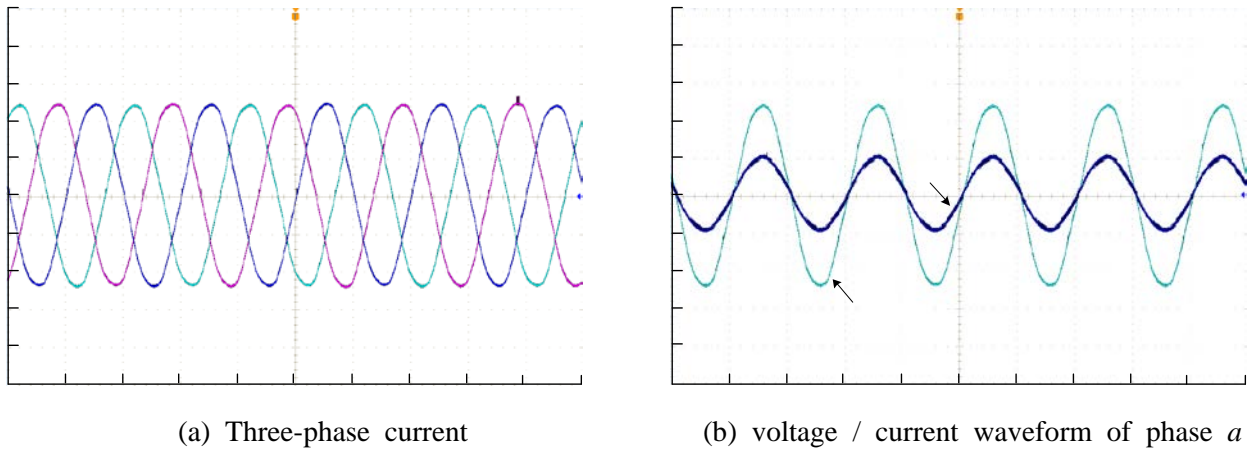 (a) Three-phase current
(b) voltage / current waveform of phase a